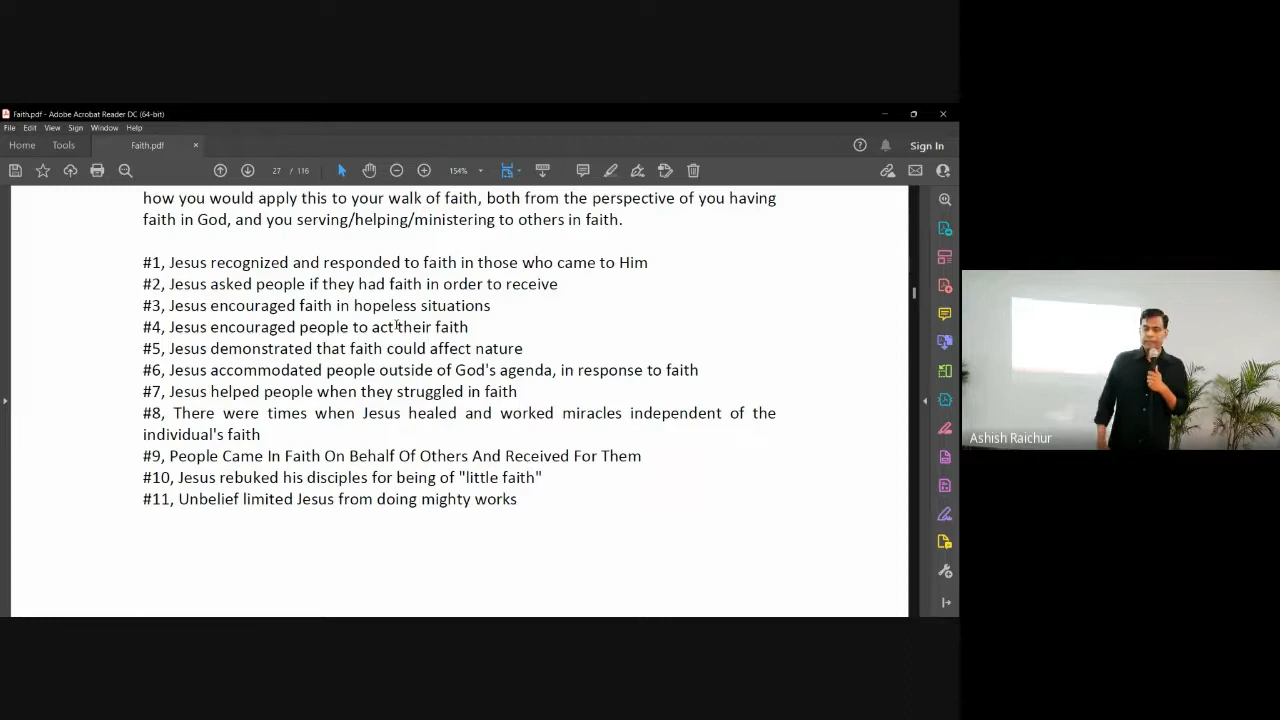 Faith.pdf - Adobe Acrobat Reader DC (64-bit)
File Edit View Sign Window Help
Home Tools Faith.pdf × Sign In
27 / 116 154%
how you would apply this to your walk of faith, both from the perspective of you having
faith in God, and you serving/helping/ministering to others in faith.
#1, Jesus recognized and responded to faith in those who came to Him
#2, Jesus asked people if they had faith in order to receive
#3, Jesus encouraged faith in hopeless situations
#4, Jesus encouraged people to act their faith
#5, Jesus demonstrated that faith could affect nature
#6, Jesus accommodated people outside of God's agenda, in response to faith
#7, Jesus helped people when they struggled in faith
#8, There were times when Jesus healed and worked miracles independent of the
individual's faith
#9, People Came In Faith On Behalf Of Others And Received For Them
#10, Jesus rebuked his disciples for being of "little faith"
#11, Unbelief limited Jesus from doing mighty works
Ashish Raichur